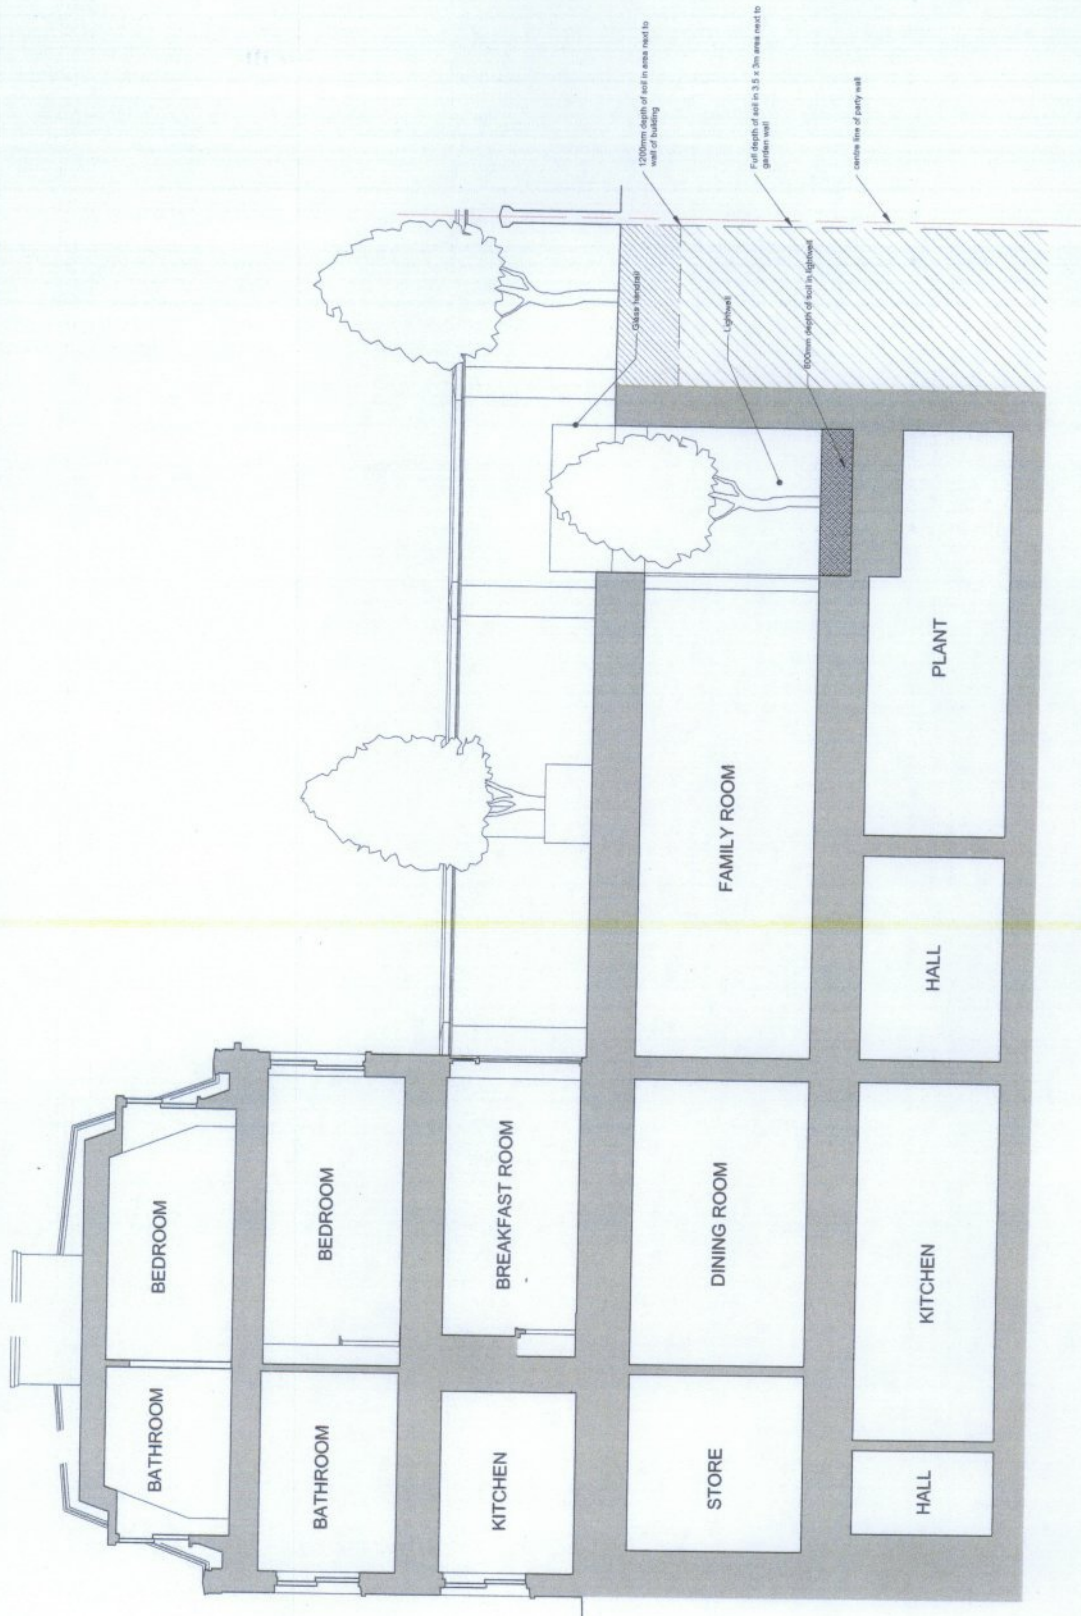 BATHROOM
BEDROOM
BATHROOM
BEDROOM
KITCHEN
BREAKFAST ROOM
STORE
DINING ROOM
FAMILY ROOM
HALL
KITCHEN
HALL
PLANT
Glass handrail
Lightwell
600mm depth of soil in lightwell
1200mm depth of soil in area next to
wall of building
Full depth of soil in 3.5 x 3m area next to
garden wall
centre line of party wall